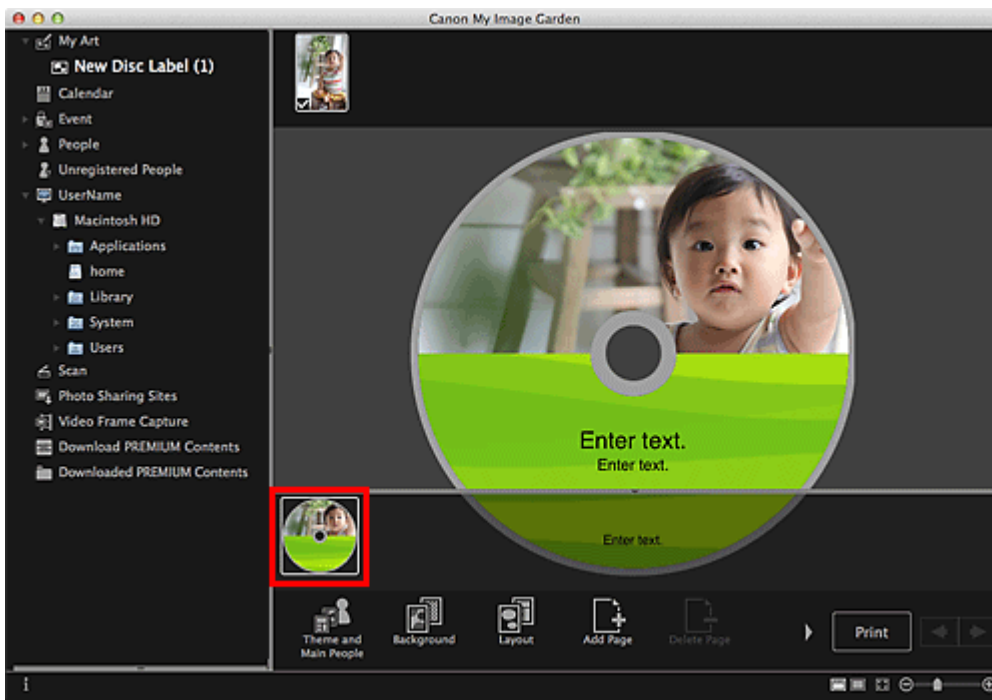 Canon My Image Garden
My Art
New Disc Label (1)
Calendar
Event
People
Unregistered People
UserName
Macintosh HD
Applications
home
Library
System
Users
Scan
Photo Sharing Sites
Video Frame Capture
Download PREMIUM Contents
Downloaded PREMIUM Contents
Enter text.
Enter text.
Enter text.
Theme and
Main People
Background
Layout
Add Page
Delete Page
Print